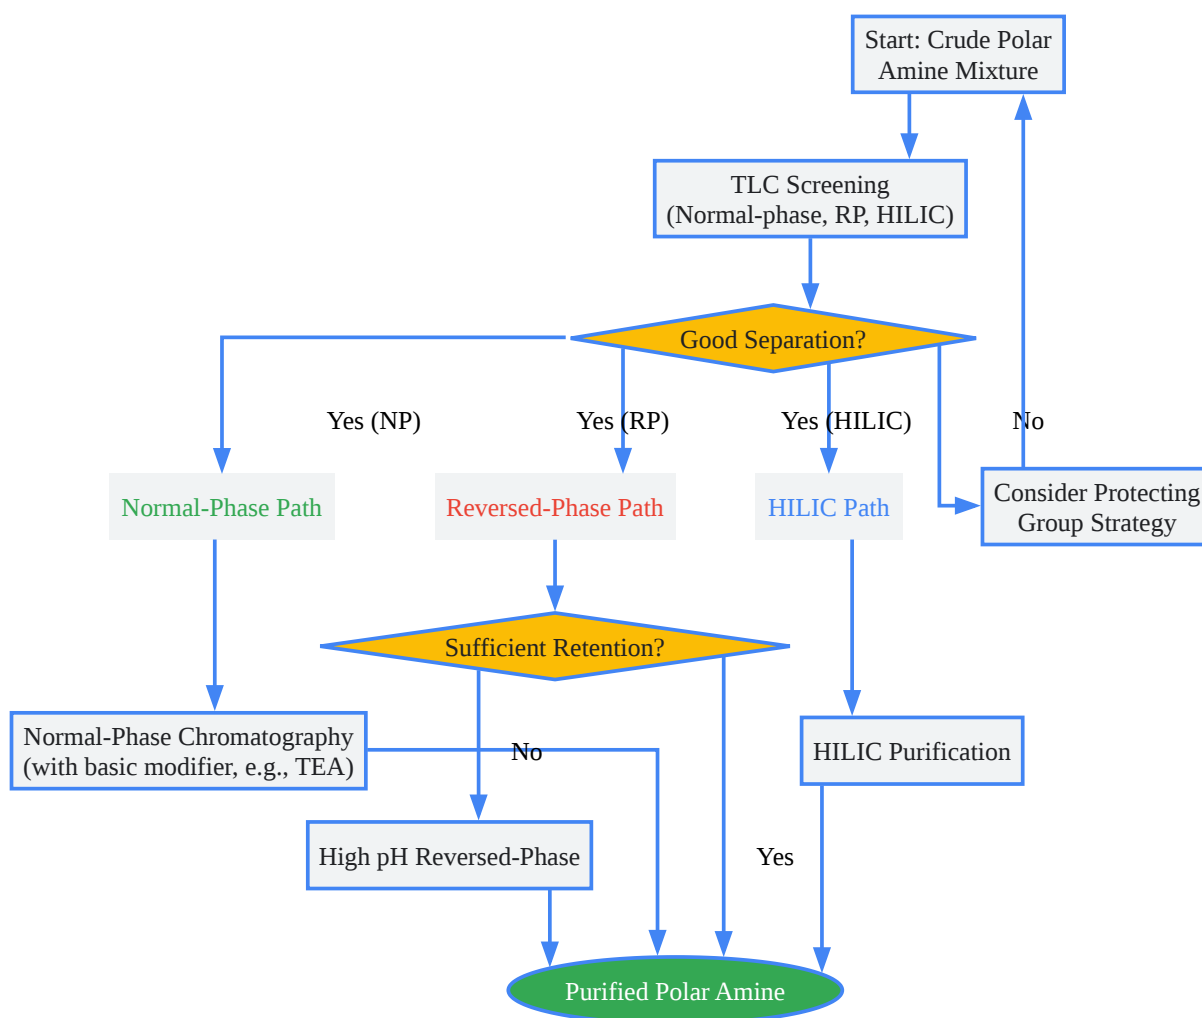 Start: Crude Polar
Amine Mixture
TLC Screening
(Normal-phase, RP, HILIC)
Good Separation?
Yes (NP)
Yes (RP)
Yes (HILIC)
No
Normal-Phase Path
Reversed-Phase Path
HILIC Path
Consider Protecting
Group Strategy
Sufficient Retention?
Normal-Phase Chromatography
(with basic modifier, e.g., TEA)
No
HILIC Purification
High pH Reversed-Phase
Yes
Purified Polar Amine